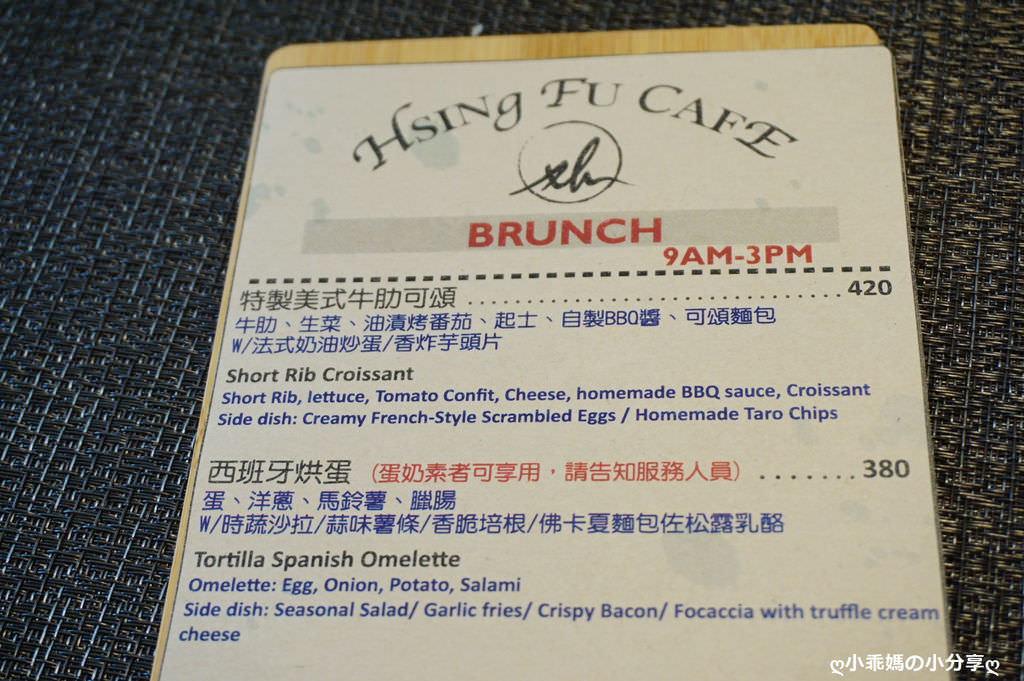 HSING FU CAFE
xh
BRUNCH
9AM-3PM
特製美式牛肋可頌 ........................................ 420
牛肋、生菜、油漬烤番茄、起士、自製BBQ醬、可頌麵包
W/法式奶油炒蛋/香炸芋頭片
Short Rib Croissant
Short Rib, lettuce, Tomato Confit, Cheese, homemade BBQ sauce, Croissant
Side dish: Creamy French-Style Scrambled Eggs / Homemade Taro Chips
西班牙烘蛋 (蛋奶素者可享用，請告知服務人員) ....... 380
蛋、洋蔥、馬鈴薯、臘腸
W/時蔬沙拉/蒜味薯條/香脆培根/佛卡夏麵包佐松露乳酪
Tortilla Spanish Omelette
Omelette: Egg, Onion, Potato, Salami
Side dish: Seasonal Salad/ Garlic fries/ Crispy Bacon/ Focaccia with truffle cream
cheese
ღ小乖媽の小分享ღ